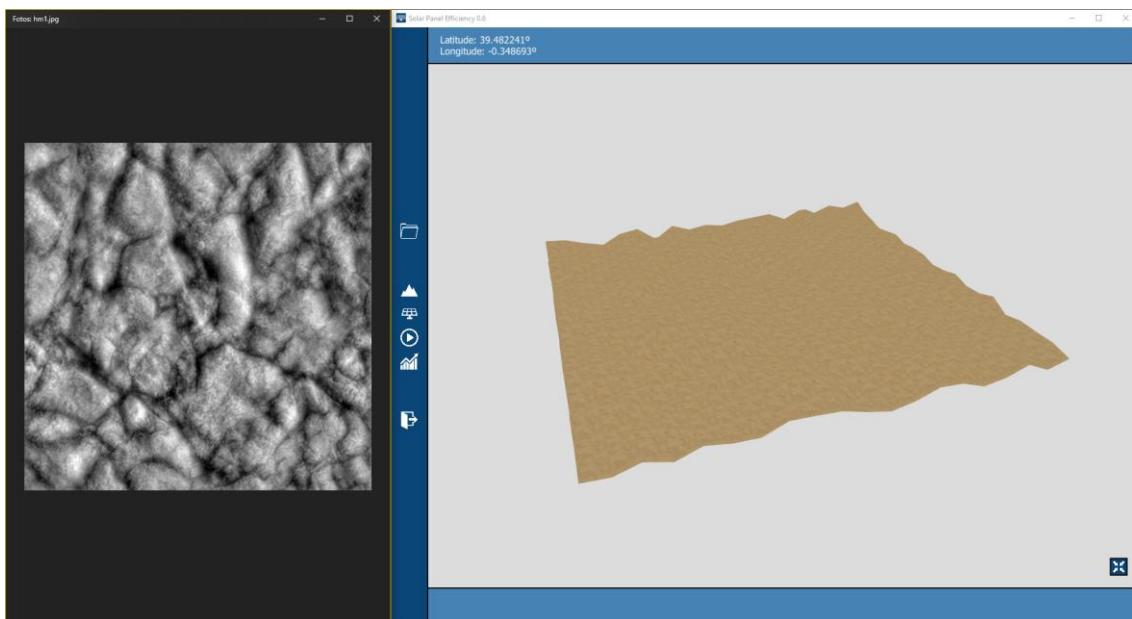 Fotos: hm1.jpg
Solar Panel Efficiency 0.6
Latitude: 39.482241º
Longitude: -0.348693º